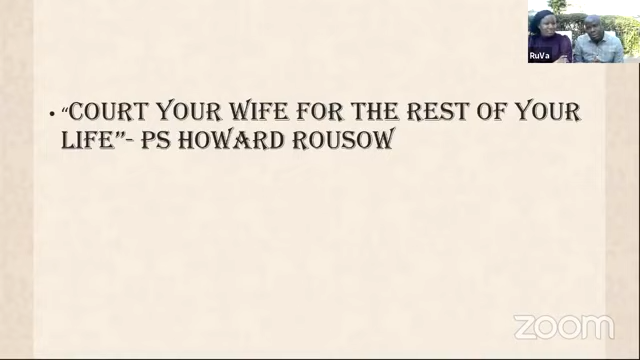 RuVa
• “COURT YOUR WIFE FOR THE REST OF YOUR
LIFE”- PS HOWARD ROUSOW
zoom